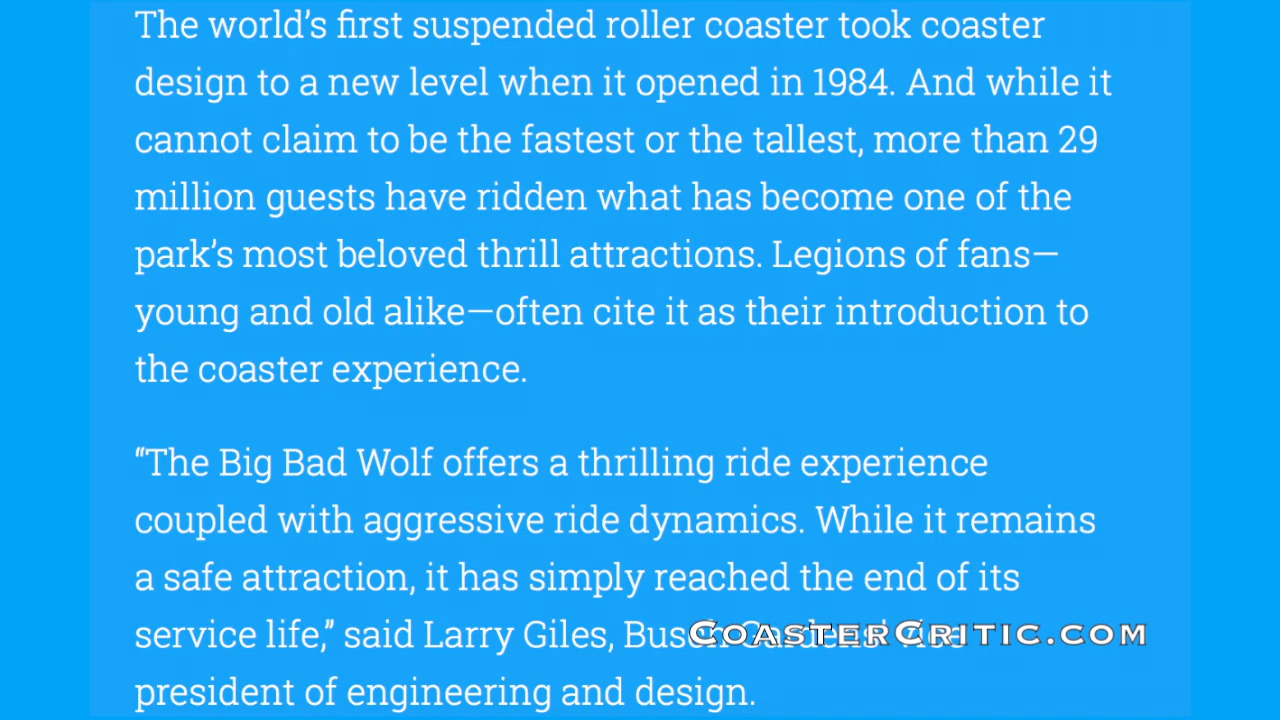 The world’s first suspended roller coaster took coaster
design to a new level when it opened in 1984. And while it
cannot claim to be the fastest or the tallest, more than 29
million guests have ridden what has become one of the
park’s most beloved thrill attractions. Legions of fans—
young and old alike—often cite it as their introduction to
the coaster experience.
“The Big Bad Wolf offers a thrilling ride experience
coupled with aggressive ride dynamics. While it remains
a safe attraction, it has simply reached the end of its
service life,” said Larry Giles, Busch Gardens’ vice
CoasterCritic.com
president of engineering and design.